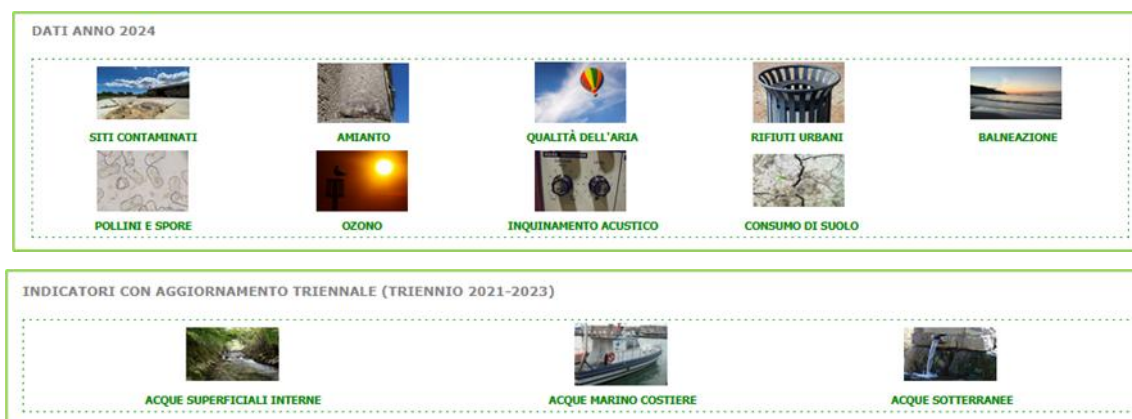 DATI ANNO 2024
SITI CONTAMINATI
AMIANTO
QUALITÀ DELL'ARIA
RIFIUTI URBANI
BALNEAZIONE
POLLINI E SPORE
OZONO
INQUINAMENTO ACUSTICO
CONSUMO DI SUOLO
INDICATORI CON AGGIORNAMENTO TRIENNALE (TRIENNIO 2021-2023)
ACQUE SUPERFICIALI INTERNE
ACQUE MARINO COSTIERE
ACQUE SOTTERRANEE